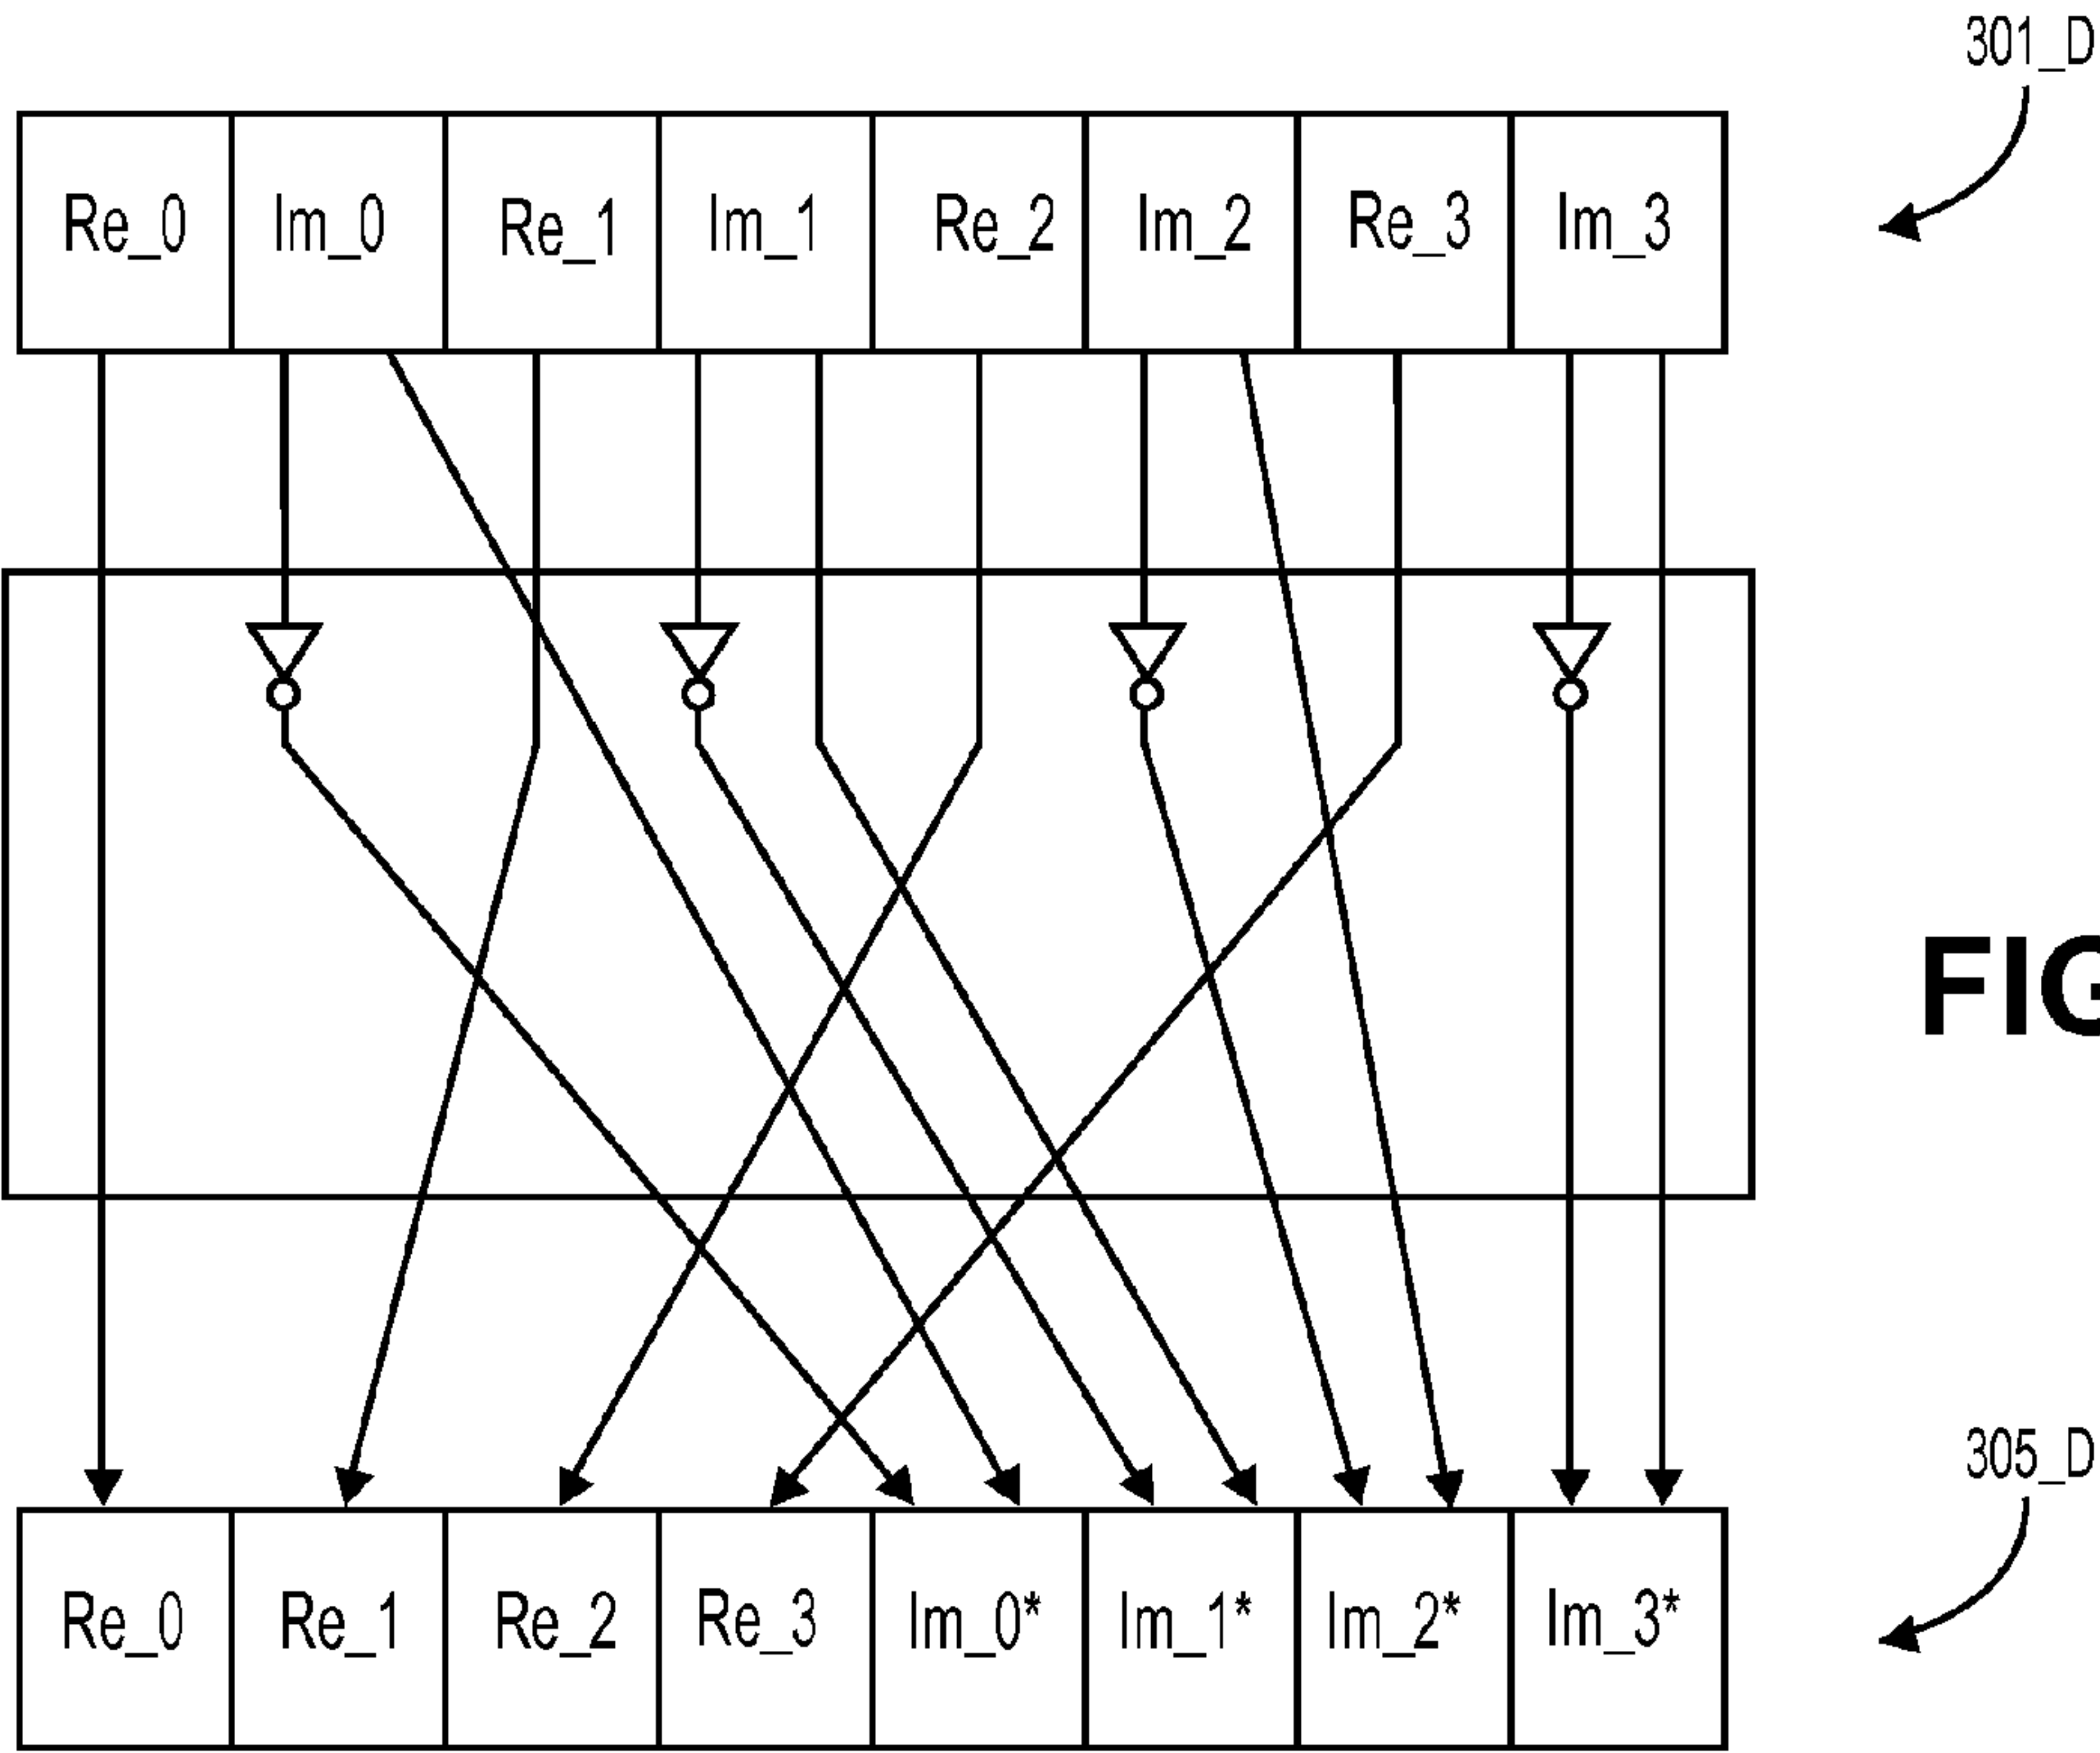 301_D
Re_0 Im_0 Re_1 Im_1 Re_2 Im_2 Re_3 Im_3
FIG
305_D
Re_0 Re_1 Re_2 Re_3 Im_0* Im_1* Im_2* Im_3*